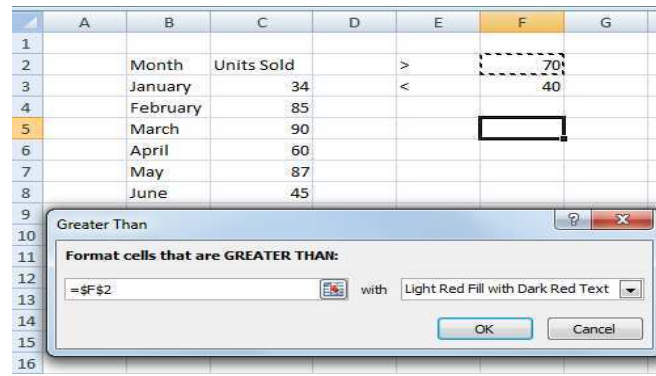 A B C D E F G
1
2 Month Units Sold > 70
3 January 34 < 40
4 February 85
5 March 90
6 April 60
7 May 87
8 June 45
9
Greater Than ?
10
11 Format cells that are GREATER THAN:
12
=$F$2 with Light Red Fill with Dark Red Text
13
14 OK Cancel
15
16